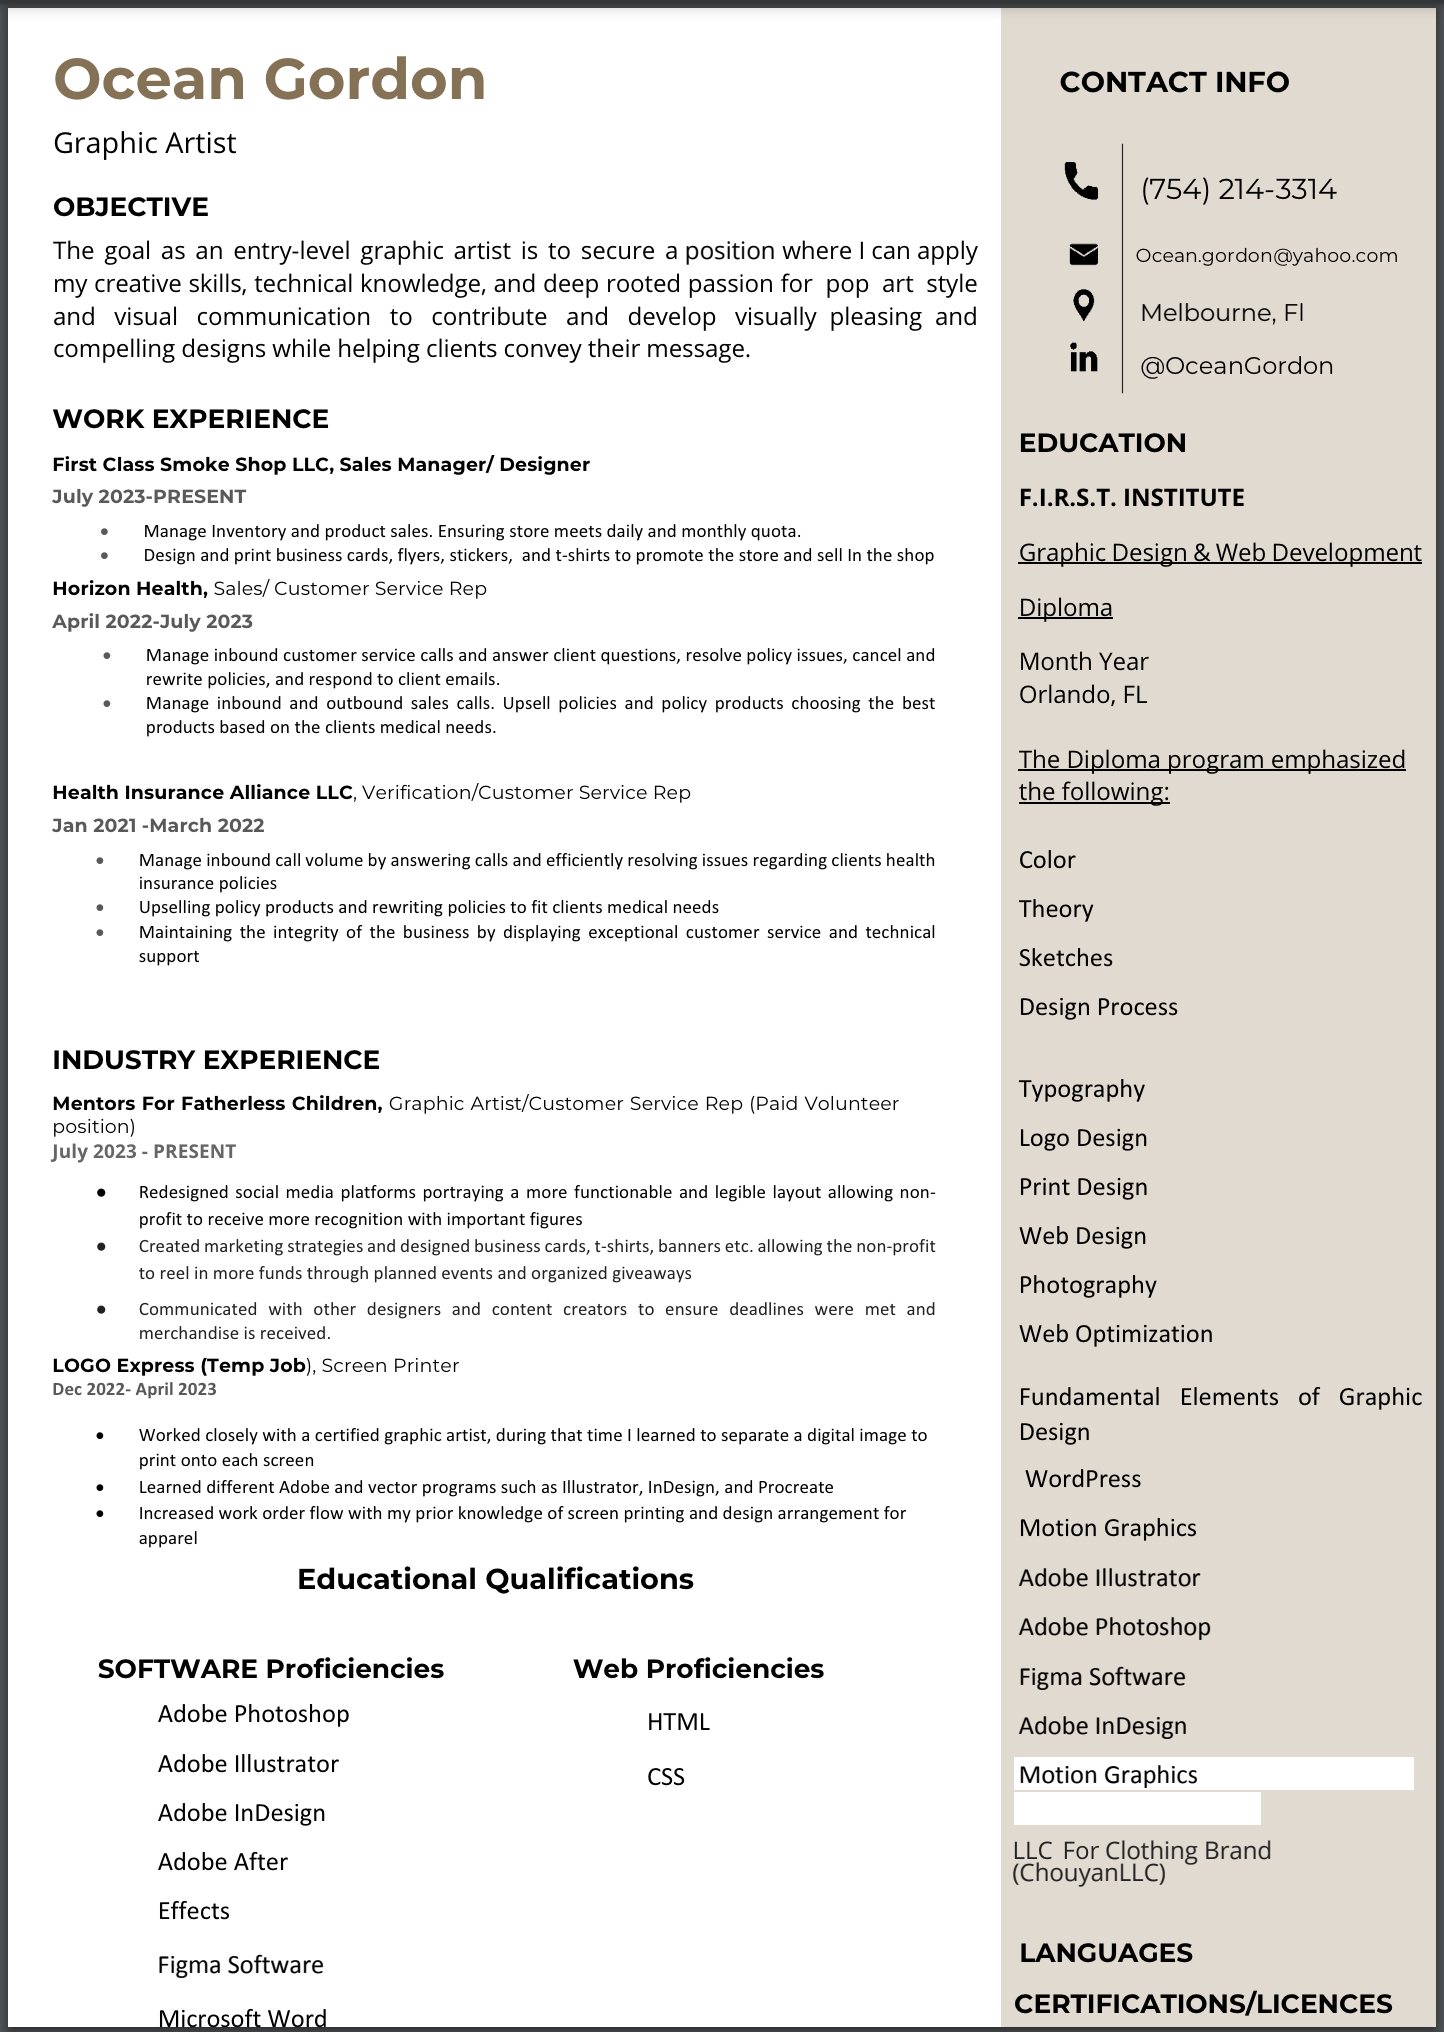 Ocean Gordon
Graphic Artist
OBJECTIVE
The goal as an entry-level graphic artist is to secure a position where I can apply
my creative skills, technical knowledge, and deep rooted passion for pop art style
and visual communication to contribute and develop visually pleasing and
compelling designs while helping clients convey their message.
WORK EXPERIENCE
First Class Smoke Shop LLC, Sales Manager/ Designer
July 2023-PRESENT
• Manage Inventory and product sales. Ensuring store meets daily and monthly quota.
• Design and print business cards, flyers, stickers, and t-shirts to promote the store and sell In the shop
Horizon Health, Sales/ Customer Service Rep
April 2022-July 2023
• Manage inbound customer service calls and answer client questions, resolve policy issues, cancel and
rewrite policies, and respond to client emails.
• Manage inbound and outbound sales calls. Upsell policies and policy products choosing the best
products based on the clients medical needs.
Health Insurance Alliance LLC, Verification/Customer Service Rep
Jan 2021 -March 2022
• Manage inbound call volume by answering calls and efficiently resolving issues regarding clients health
insurance policies
• Upselling policy products and rewriting policies to fit clients medical needs
• Maintaining the integrity of the business by displaying exceptional customer service and technical
support
INDUSTRY EXPERIENCE
Mentors For Fatherless Children, Graphic Artist/Customer Service Rep (Paid Volunteer
position)
July 2023 - PRESENT
• Redesigned social media platforms portraying a more functionable and legible layout allowing non-
profit to receive more recognition with important figures
• Created marketing strategies and designed business cards, t-shirts, banners etc. allowing the non-profit
to reel in more funds through planned events and organized giveaways
• Communicated with other designers and content creators to ensure deadlines were met and
merchandise is received.
LOGO Express (Temp Job), Screen Printer
Dec 2022- April 2023
• Worked closely with a certified graphic artist, during that time I learned to separate a digital image to
print onto each screen
• Learned different Adobe and vector programs such as Illustrator, InDesign, and Procreate
• Increased work order flow with my prior knowledge of screen printing and design arrangement for
apparel
Educational Qualifications
SOFTWARE Proficiencies
Adobe Photoshop
Adobe Illustrator
Adobe InDesign
Adobe After
Effects
Figma Software
Microsoft Word
Web Proficiencies
HTML
CSS
CONTACT INFO
(754) 214-3314
Ocean.gordon@yahoo.com
Melbourne, Fl
in @OceanGordon
EDUCATION
F.I.R.S.T. INSTITUTE
Graphic Design & Web Development
Diploma
Month Year
Orlando, FL
The Diploma program emphasized
the following:
Color
Theory
Sketches
Design Process
Typography
Logo Design
Print Design
Web Design
Photography
Web Optimization
Fundamental Elements of Graphic
Design
WordPress
Motion Graphics
Adobe Illustrator
Adobe Photoshop
Figma Software
Adobe InDesign
Motion Graphics
LLC For Clothing Brand
(ChouyanLLC)
LANGUAGES
CERTIFICATIONS/LICENCES